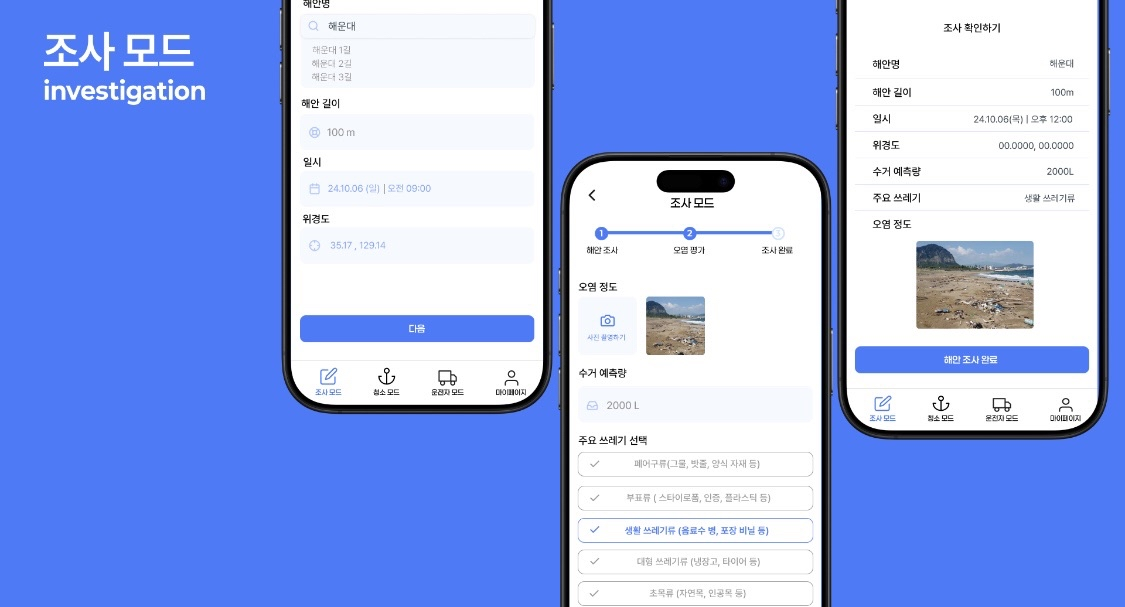 조사 모드
investigation
해안명
해운대
해운대 1길
해운대 2길
해운대 3길
해안 길이
100 m
일시
24.10.06 (일) | 오전 09:00
위경도
35.17 , 129.14
다음
조사 모드
청소 모드
운전자 모드
마이페이지
조사 모드
1
2
3
해안 조사
오염 평가
조사 완료
오염 정도
사진 촬영하기
수거 예측량
2000 L
주요 쓰레기 선택
폐어구류(그물, 밧줄, 양식 자재 등)
부표류 ( 스타이로폼, 인증, 플라스틱 등)
생활 쓰레기류 (음료수 병, 포장 비닐 등)
대형 쓰레기류 (냉장고, 타이어 등)
초목류 (자연목, 인공목 등)
조사 확인하기
해안명 해운대
해안 길이 100m
일시 24.10.06(목) | 오후 12:00
위경도 00.0000, 00.0000
수거 예측량 2000L
주요 쓰레기 생활 쓰러기류
오염 정도
해안 조사 완료
조사 모드
청소 모드
운전자 모드
마이페이지